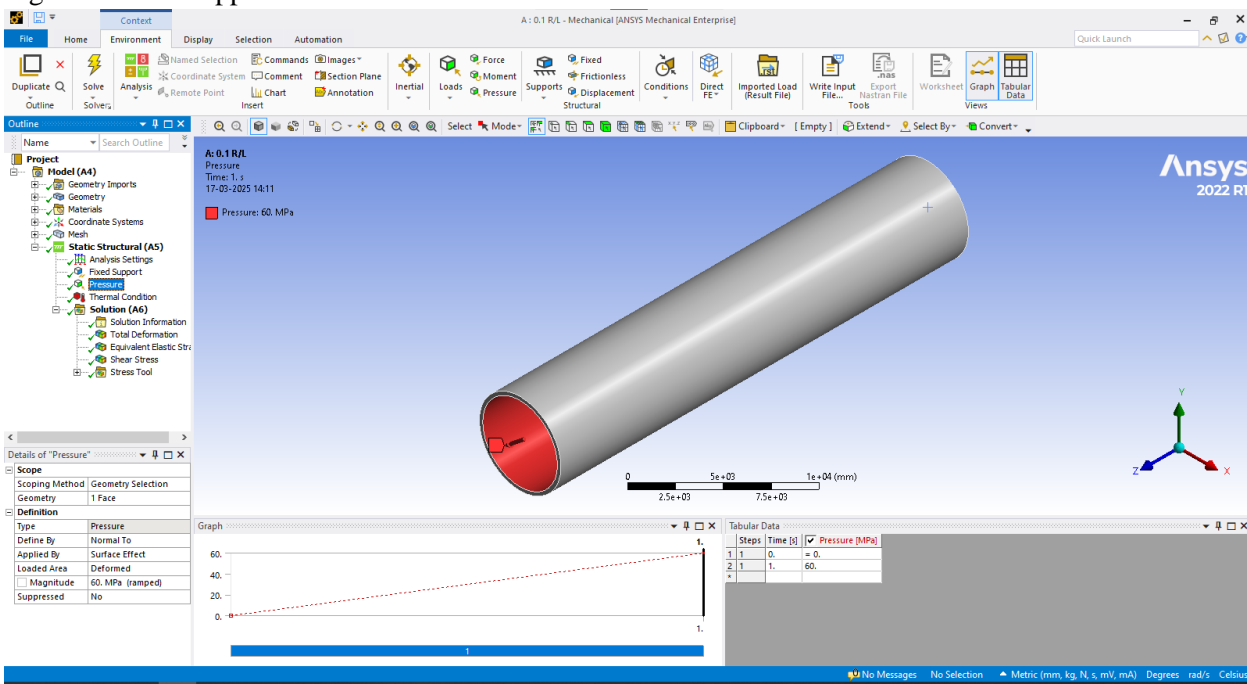 A : 0.1 R/L - Mechanical [ANSYS Mechanical Enterprise]
Context
File Home Environment Display Selection Automation
Quick Launch
Duplicate
Outline
Solve
Solvers
Analysis
Named Selection
Coordinate System
Remote Point
Commands
Comment
Chart
Images
Section Plane
Annotation
Insert
Inertial
Loads
Force
Moment
Pressure
Supports
Fixed
Frictionless
Displacement
Structural
Conditions
Direct
FE
Imported Load
(Result File)
Write Input
File...
Export
Nastran File
.nas
rst
Tools
Worksheet
Graph
Tabular
Data
Views
Outline
Name Search Outline
Select Mode Clipboard [ Empty ] Extend Select By Convert
Project
Model (A4)
Geometry Imports
Geometry
Materials
Coordinate Systems
Mesh
Static Structural (A5)
Analysis Settings
Fixed Support
Pressure
Thermal Condition
Solution (A6)
Solution Information
Total Deformation
Equivalent Elastic Stra
Shear Stress
Stress Tool
A: 0.1 R/L
Pressure
Time: 1. s
17-03-2025 14:11
Pressure: 60. MPa
Ansys
2022 R1
0 5e+03 1e+04 (mm)
2.5e+03 7.5e+03
Y
Z X
Details of "Pressure"
Scope
Scoping Method Geometry Selection
Geometry 1 Face
Definition
Type Pressure
Define By Normal To
Applied By Surface Effect
Loaded Area Deformed
Magnitude 60. MPa (ramped)
Suppressed No
Graph
1.
60.
40.
20.
0.
1.
1
Tabular Data
Steps Time [s] Pressure [MPa]
1 1 0. = 0.
2 1 1. 60.
*
No Messages No Selection Metric (mm, kg, N, s, mV, mA) Degrees rad/s Celsius